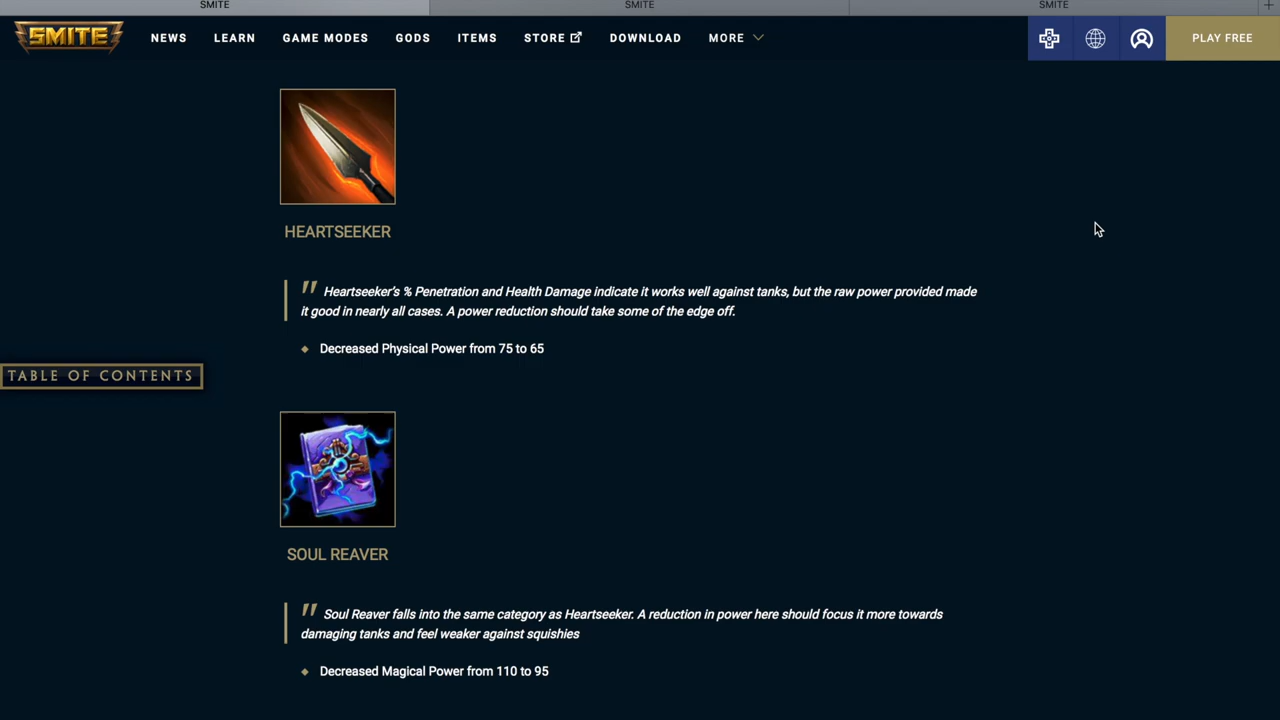 SMITE SMITE SMITE +
SMITE NEWS LEARN GAME MODES GODS ITEMS STORE DOWNLOAD MORE PLAY FREE
HEARTSEEKER
" Heartseeker's % Penetration and Health Damage indicate it works well against tanks, but the raw power provided made
it good in nearly all cases. A power reduction should take some of the edge off.
Decreased Physical Power from 75 to 65
TABLE OF CONTENTS
SOUL REAVER
" Soul Reaver falls into the same category as Heartseeker. A reduction in power here should focus it more towards
damaging tanks and feel weaker against squishies
Decreased Magical Power from 110 to 95